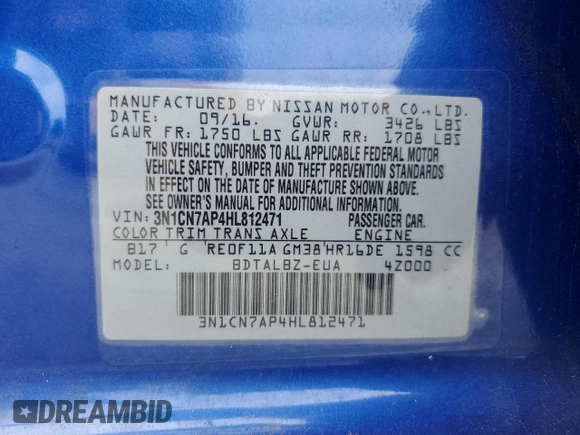 MANUFACTURED BY NISSAN MOTOR CO.,LTD.
DATE: 09/16. GVWR: 3426 LBS
GAWR FR: 1750 LBS GAWR RR: 1708 LBS
THIS VEHICLE CONFORMS TO ALL APPLICABLE FEDERAL MOTOR
VEHICLE SAFETY, BUMPER AND THEFT PREVENTION STANDARDS
IN EFFECT ON THE DATE OF MANUFACTURE SHOWN ABOVE.
SEE OWNER'S MANUAL FOR ADDITIONAL INFORMATION.
VIN: 3N1CN7AP4HL812471 PASSENGER CAR.
COLOR TRIM TRANS AXLE ENGINE
B17 G RE0F11A GM38 HR16DE 1598 CC
MODEL: BDTALBZ-EUA 4Z000
3N1CN7AP4HL812471
DREAMBID